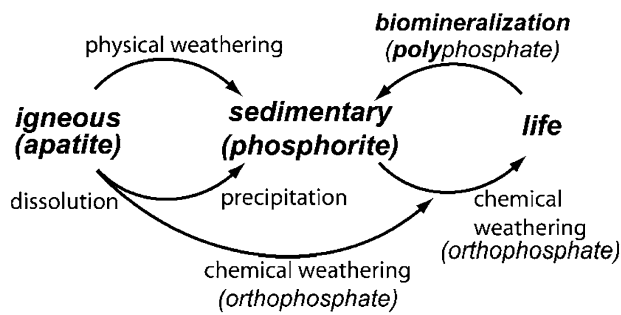 biomineralization
(polyphosphate)
physical weathering
igneous
(apatite)
sedimentary
(phosphorite)
life
dissolution
precipitation
chemical
weathering
(orthophosphate)
chemical weathering
(orthophosphate)